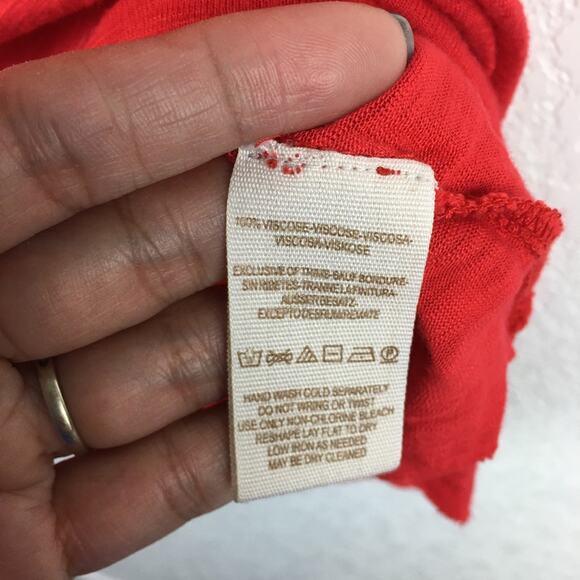 100% VISCOSE-VISCOSE-VISCOSA-
VISCOSA-VISKOSE
EXCLUSIVE OF TRIMS-SAUF BORDURE-
SIN RIBETES-TRANNE LA FINITURA-
AUSSER BESATZ-
EXCEPTO DEBRUM/REMATE
HAND WASH COLD SEPARATELY
DO NOT WRING OR TWIST
USE ONLY NON-CHLORINE BLEACH
RESHAPE LAY FLAT TO DRY
LOW IRON AS NEEDED
MAY BE DRY CLEANED